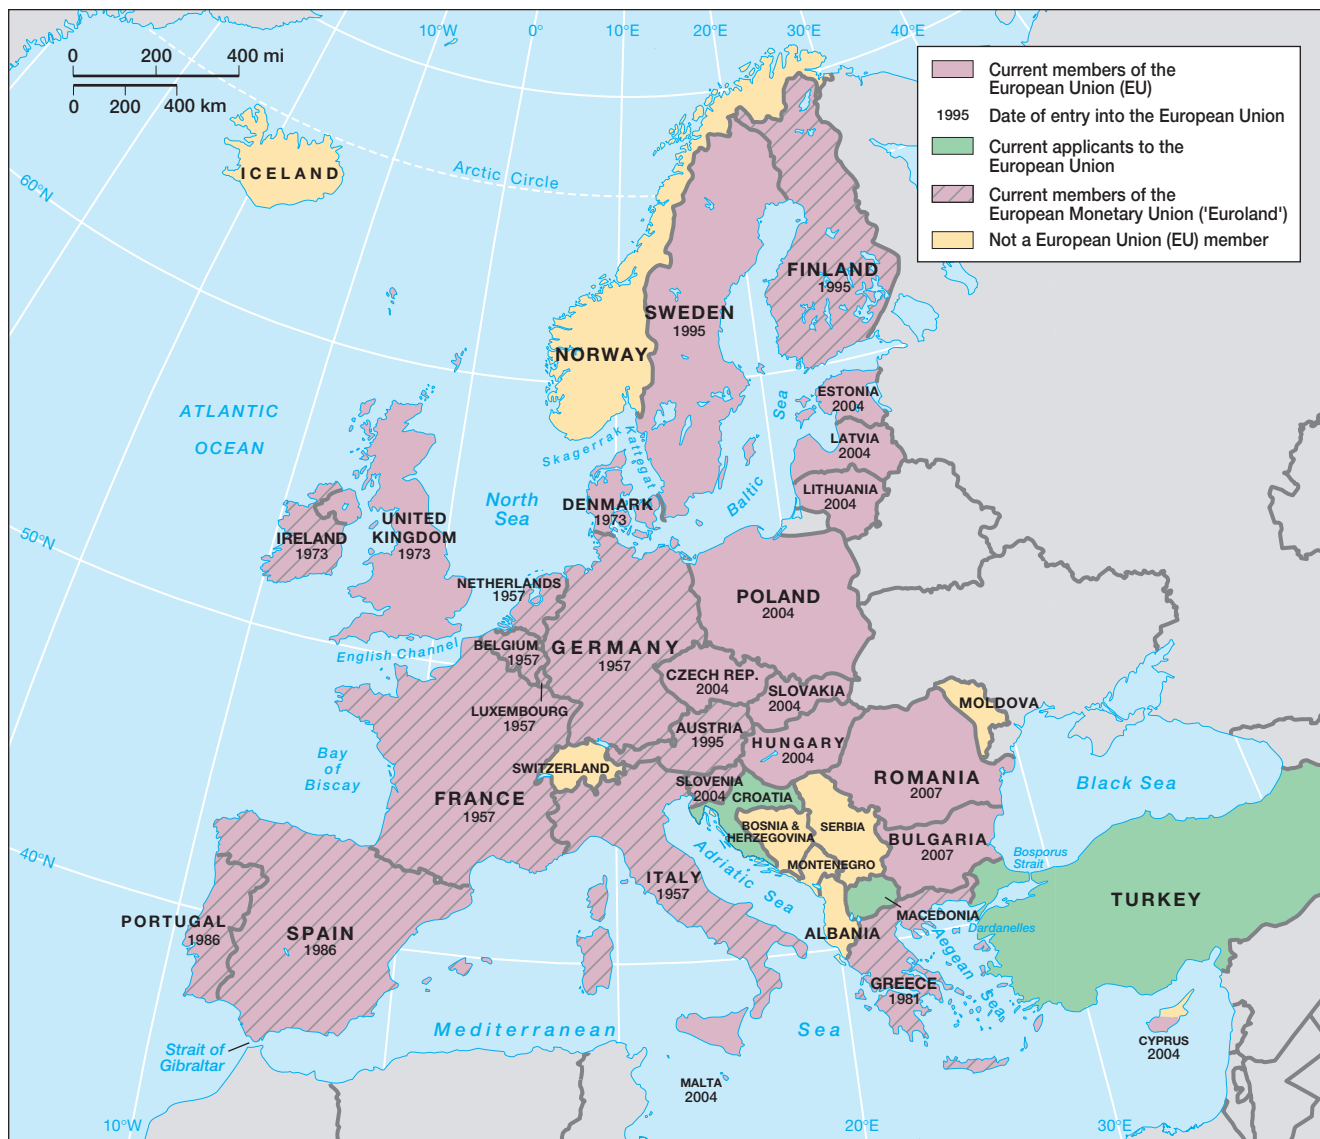 10°W
0°
10°E
20°E
30°E
40°E
0 200 400 mi
0 200 400 km
Current members of the
European Union (EU)
1995 Date of entry into the European Union
Current applicants to the
European Union
Current members of the
European Monetary Union ('Euroland')
Not a European Union (EU) member
60°N
ICELAND
Arctic Circle
FINLAND
1995
SWEDEN
1995
NORWAY
ATLANTIC
OCEAN
ESTONIA
2004
LATVIA
2004
LITHUANIA
2004
Skagerrak
Kattegat
Baltic
Sea
North
Sea
DENMARK
1973
UNITED
KINGDOM
1973
IRELAND
1973
50°N
NETHERLANDS
1957
POLAND
2004
English Channel
BELGIUM
1957
GERMANY
1957
CZECH REP.
2004
SLOVAKIA
2004
LUXEMBOURG
1957
AUSTRIA
1995
HUNGARY
2004
MOLDOVA
Bay
of
Biscay
SWITZERLAND
FRANCE
1957
SLOVENIA
2004
CROATIA
ROMANIA
2007
Black Sea
BOSNIA &
HERZEGOVINA
SERBIA
BULGARIA
2007
MONTENEGRO
Bosporus
Strait
40°N
Adriatic Sea
ITALY
1957
MACEDONIA
TURKEY
PORTUGAL
1986
SPAIN
1986
ALBANIA
Dardanelles
Aegean Sea
GREECE
1981
Mediterranean
Sea
Strait of
Gibraltar
CYPRUS
2004
MALTA
2004
10°W
20°E
30°E